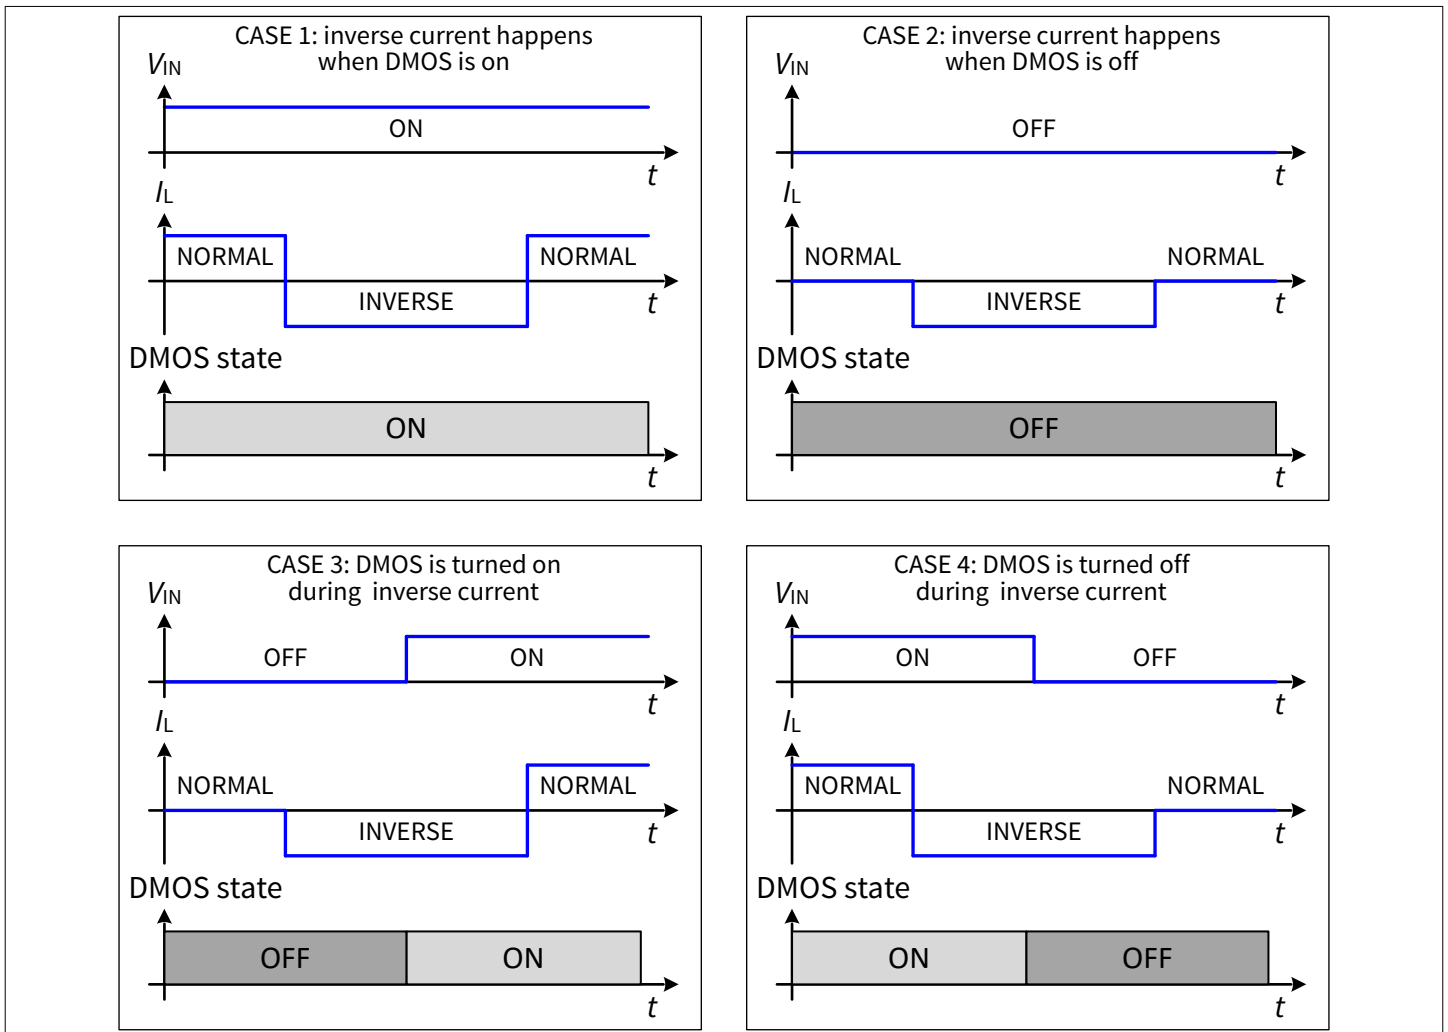 CASE 1: inverse current happens
when DMOS is on
VIN
ON
t
IL
NORMAL
NORMAL
INVERSE
t
DMOS state
ON
t
CASE 2: inverse current happens
when DMOS is off
VIN
OFF
t
IL
NORMAL
NORMAL
INVERSE
t
DMOS state
OFF
t
CASE 3: DMOS is turned on
during inverse current
VIN
OFF
ON
t
IL
NORMAL
NORMAL
INVERSE
t
DMOS state
OFF
ON
t
CASE 4: DMOS is turned off
during inverse current
VIN
ON
OFF
t
IL
NORMAL
NORMAL
INVERSE
t
DMOS state
ON
OFF
t